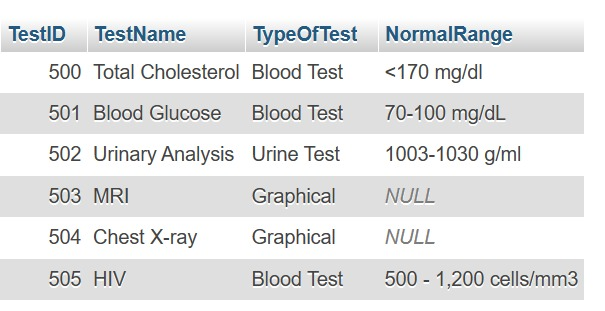 TestID TestName TypeOfTest NormalRange
500 Total Cholesterol Blood Test <170 mg/dl
501 Blood Glucose Blood Test 70-100 mg/dL
502 Urinary Analysis Urine Test 1003-1030 g/ml
503 MRI Graphical NULL
504 Chest X-ray Graphical NULL
505 HIV Blood Test 500 - 1,200 cells/mm3